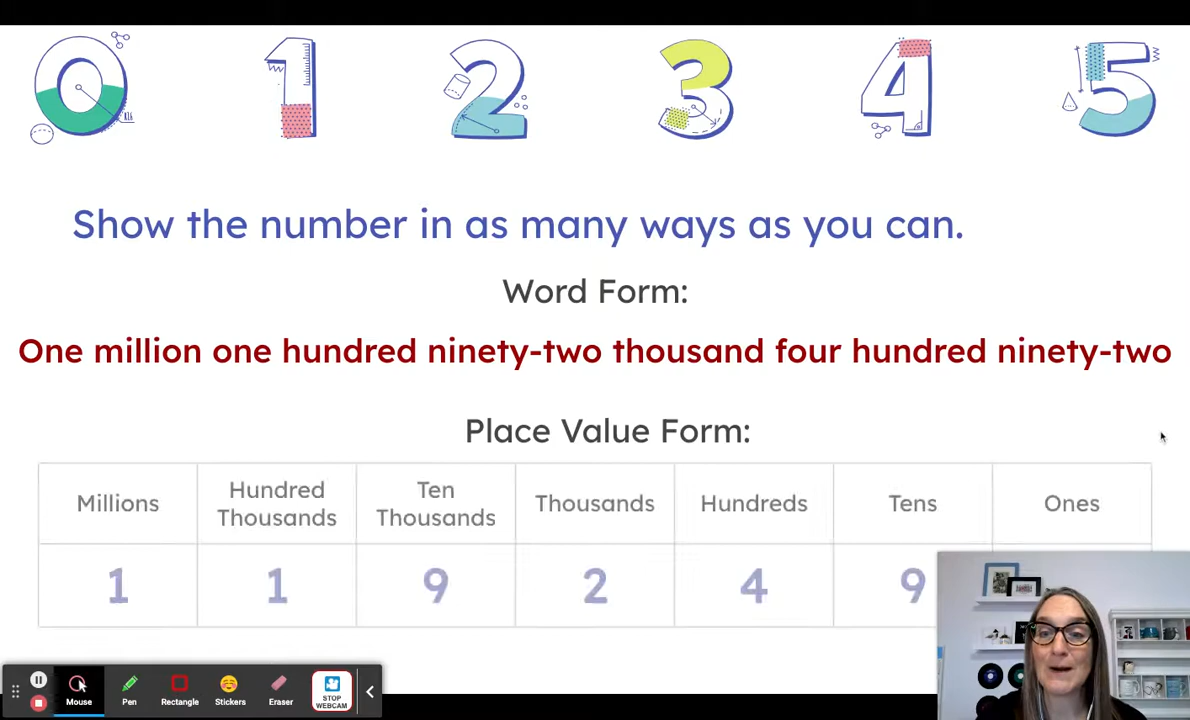 0 1 2 3 4 5
Show the number in as many ways as you can.
Word Form:
One million one hundred ninety-two thousand four hundred ninety-two
Place Value Form:
Millions
Hundred
Thousands
Ten
Thousands
Thousands
Hundreds
Tens
Ones
1 1 9 2 4 9
Mouse
Pen
Rectangle
Stickers
Eraser
STOP
WEBCAM